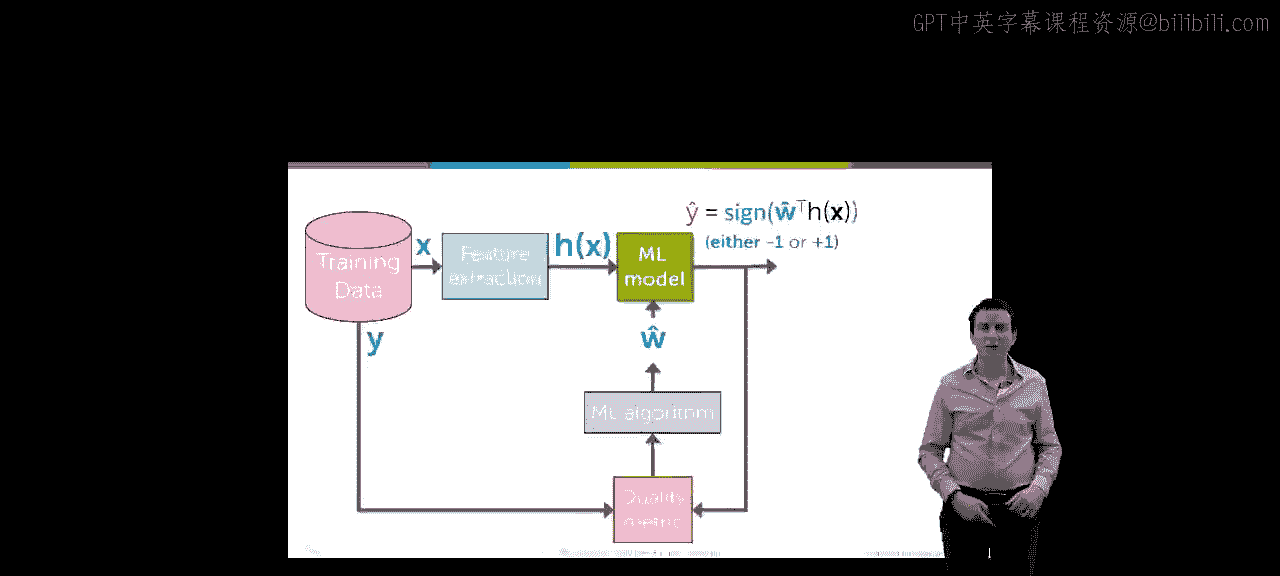 GPT中英字幕课程资源@bilibili.com
ŷ = sign(ŵᵀh(x))
(either -1 or +1)
Training
Data
x
Feature
extraction
h(x)
ML
model
y
ŵ
ML algorithm
Quality
metric